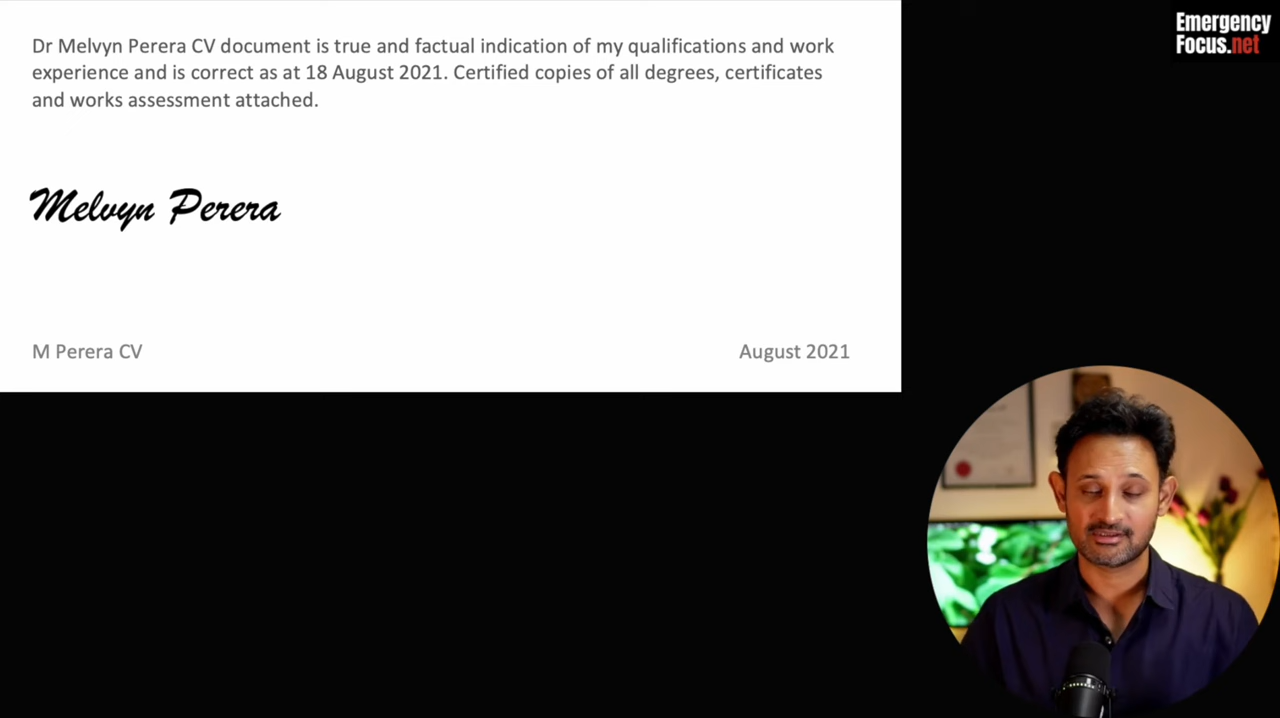 Dr Melvyn Perera CV document is true and factual indication of my qualifications and work
experience and is correct as at 18 August 2021. Certified copies of all degrees, certificates
and works assessment attached.
Melvyn Perera
M Perera CV
August 2021
Emergency
Focus.net